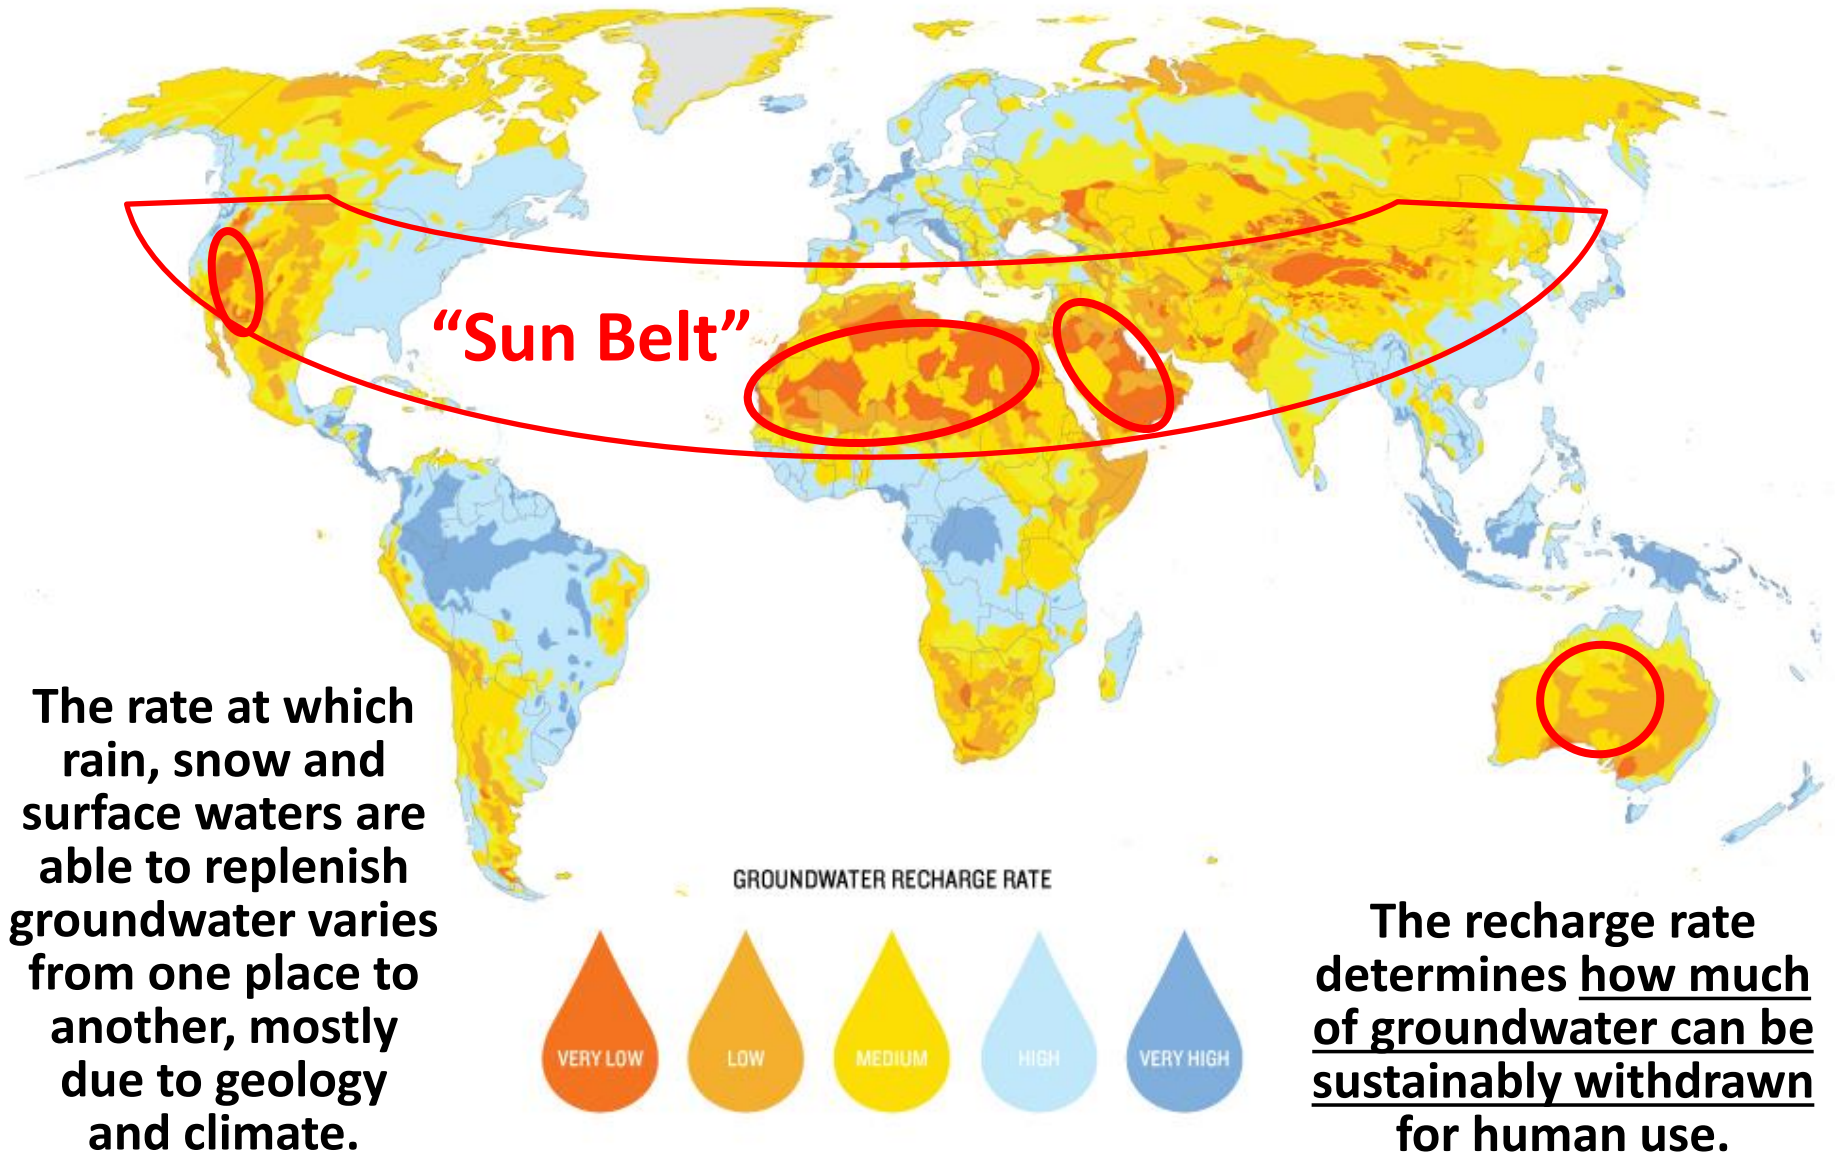 “Sun Belt”
The rate at which
rain, snow and
surface waters are
able to replenish
groundwater varies
from one place to
another, mostly
due to geology
and climate.
GROUNDWATER RECHARGE RATE
VERY LOW
LOW
MEDIUM
HIGH
VERY HIGH
The recharge rate
determines how much
of groundwater can be
sustainably withdrawn
for human use.